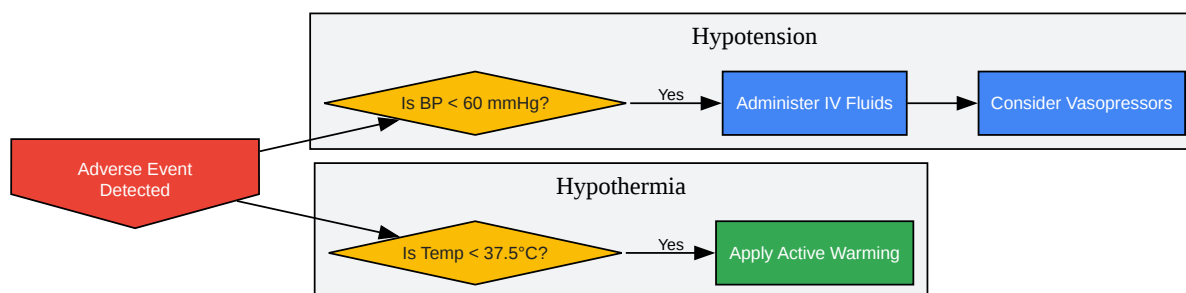 Hypotension
Is BP < 60 mmHg?
Yes
Administer IV Fluids
Consider Vasopressors
Adverse Event
Detected
Hypothermia
Is Temp < 37.5°C?
Yes
Apply Active Warming